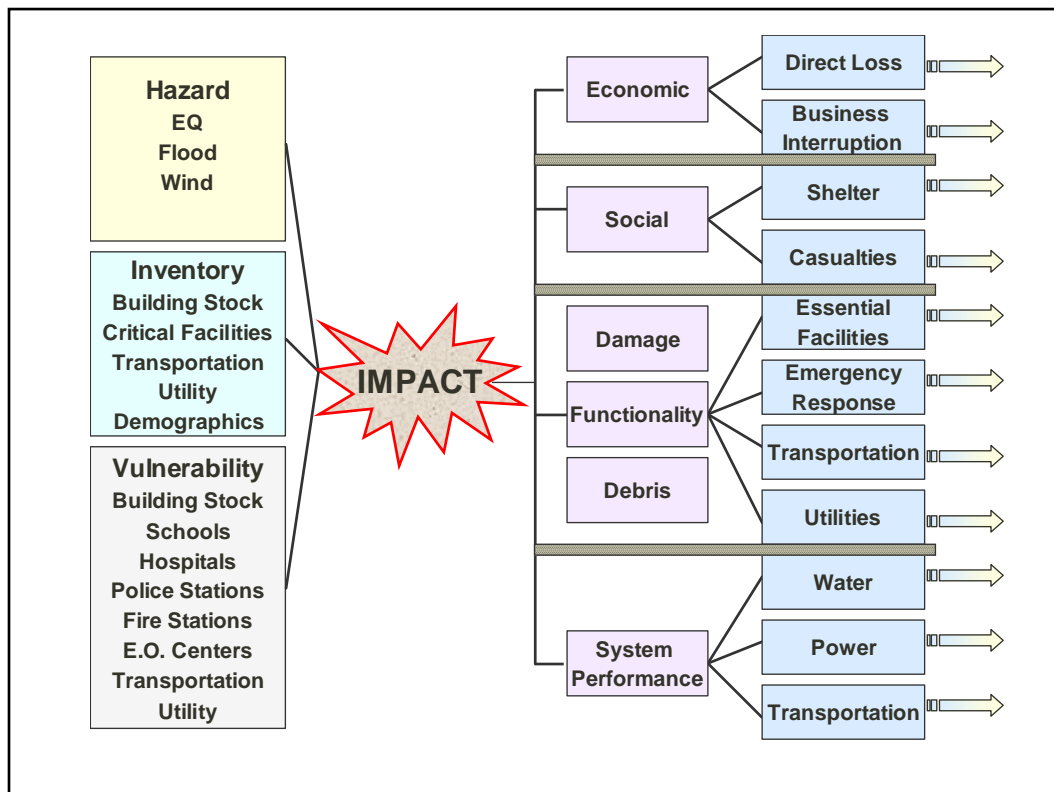 Hazard
EQ
Flood
Wind
Inventory
Building Stock
Critical Facilities
Transportation
Utility
Demographics
Vulnerability
Building Stock
Schools
Hospitals
Police Stations
Fire Stations
E.O. Centers
Transportation
Utility
IMPACT
Economic
Social
Damage
Functionality
Debris
System
Performance
Direct Loss
Business
Interruption
Shelter
Casualties
Essential
Facilities
Emergency
Response
Transportation
Utilities
Water
Power
Transportation